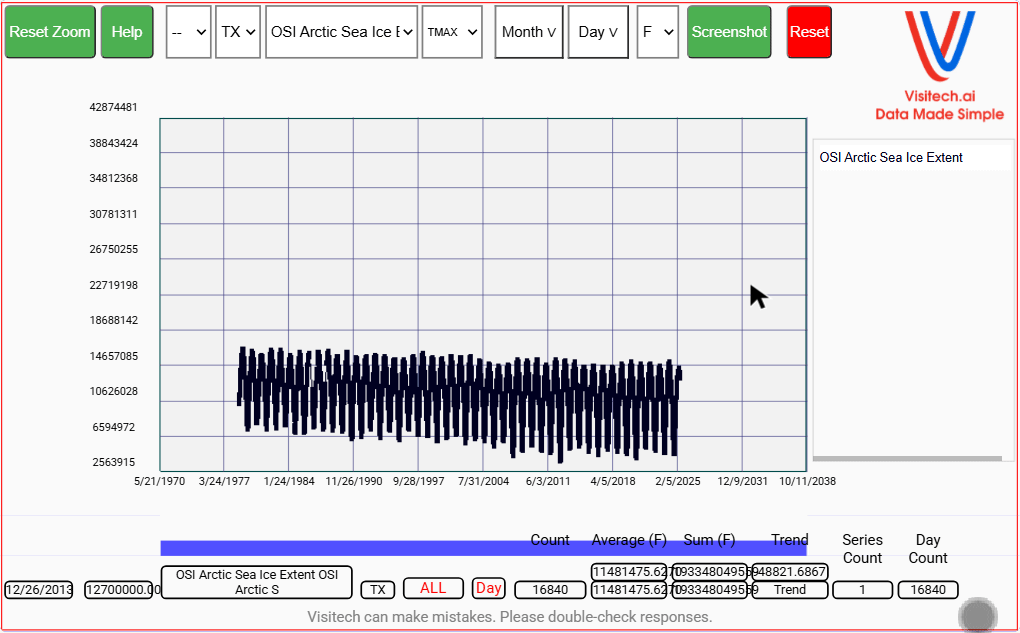 Reset Zoom Help -- TX OSI Arctic Sea Ice E TMAX Month V Day V F Screenshot Reset
Visitech.ai
Data Made Simple
42874481
38843424
34812368
30781311
26750255
22719198
18688142
14657085
10626028
6594972
2563915
5/21/1970 3/24/1977 1/24/1984 11/26/1990 9/28/1997 7/31/2004 6/3/2011 4/5/2018 2/5/2025 12/9/2031 10/11/2038
OSI Arctic Sea Ice Extent
Count Average (F) Sum (F) Trend Series Count Day Count
12/26/2013 12700000.00 OSI Arctic Sea Ice Extent OSI Arctic S TX ALL Day 16840 Trend 1 16840
Visitech can make mistakes. Please double-check responses.